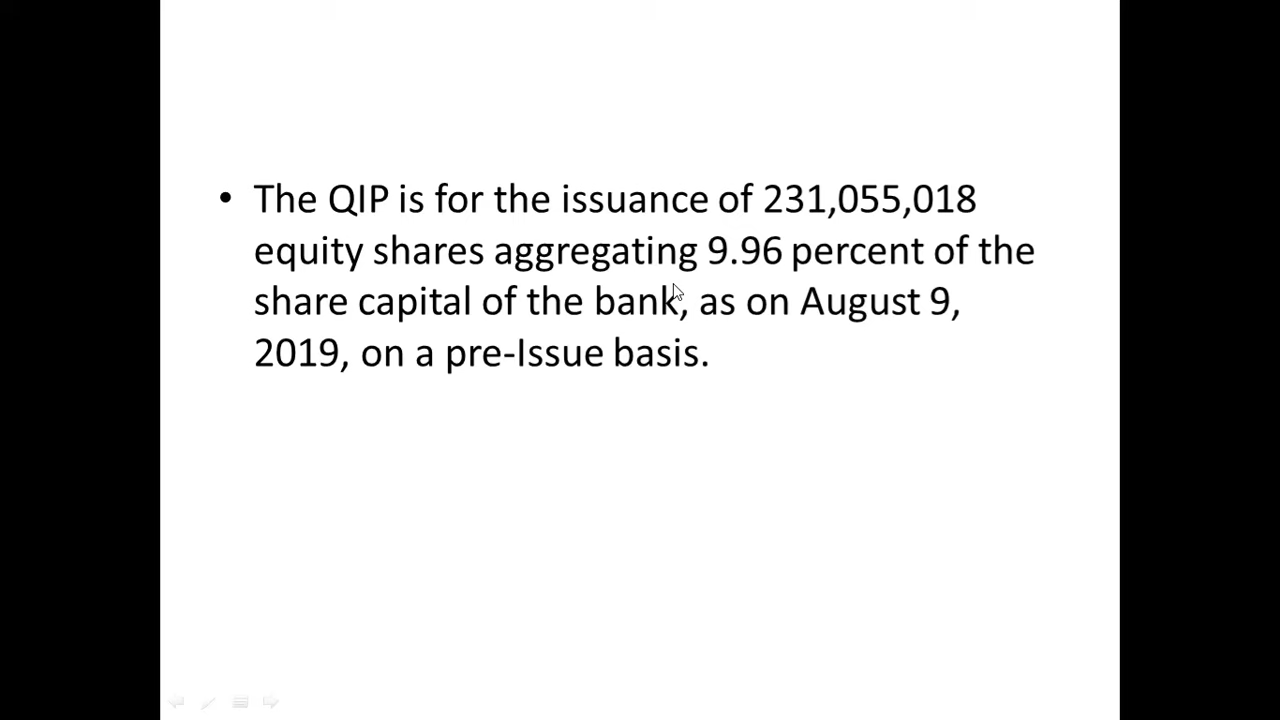 • The QIP is for the issuance of 231,055,018
equity shares aggregating 9.96 percent of the
share capital of the bank, as on August 9,
2019, on a pre-Issue basis.